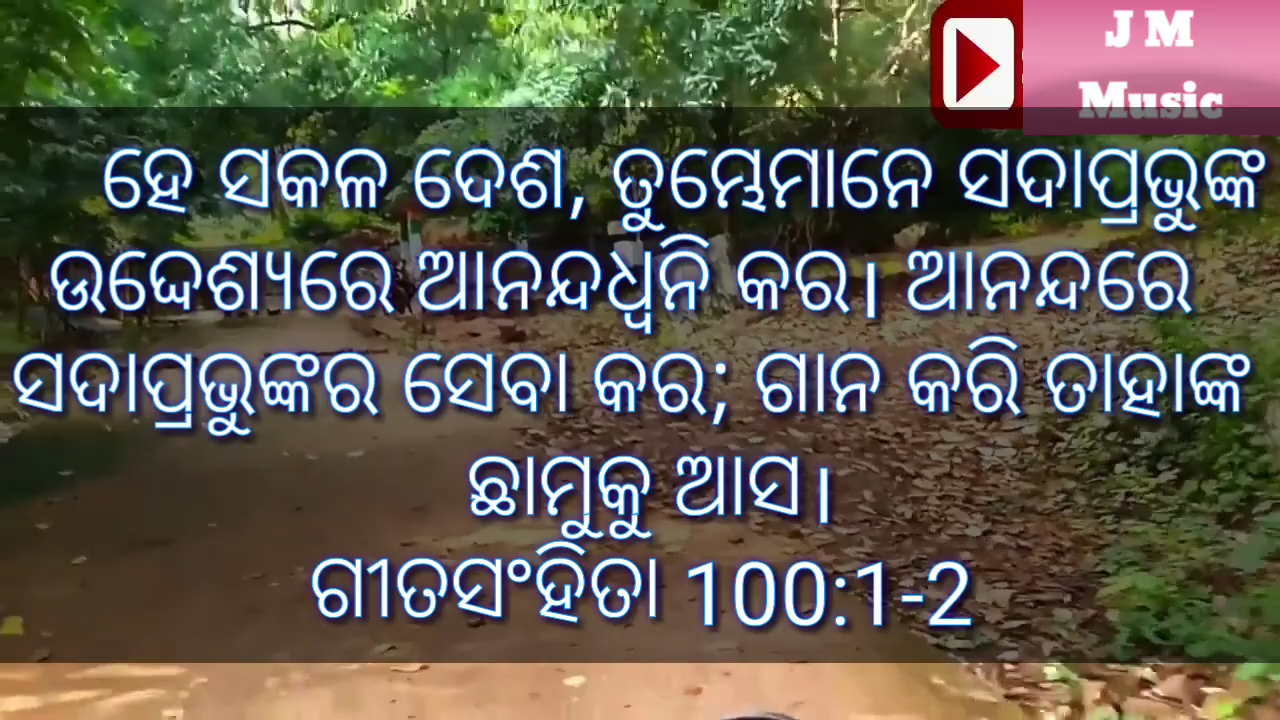 J M
Music
ହେ ସକଳ ଦେଶ, ତୁମ୍ଭେମାନେ ସଦାପ୍ରଭୁଙ୍କ
ଉଦ୍ଦେଶ୍ୟରେ ଆନନ୍ଦଧ୍ୱନି କର। ଆନନ୍ଦରେ
ସଦାପ୍ରଭୁଙ୍କର ସେବା କର; ଗାନ କରି ତାହାଙ୍କ
ଛାମୁକୁ ଆସ।
ଗୀତସଂହିତା 100:1-2